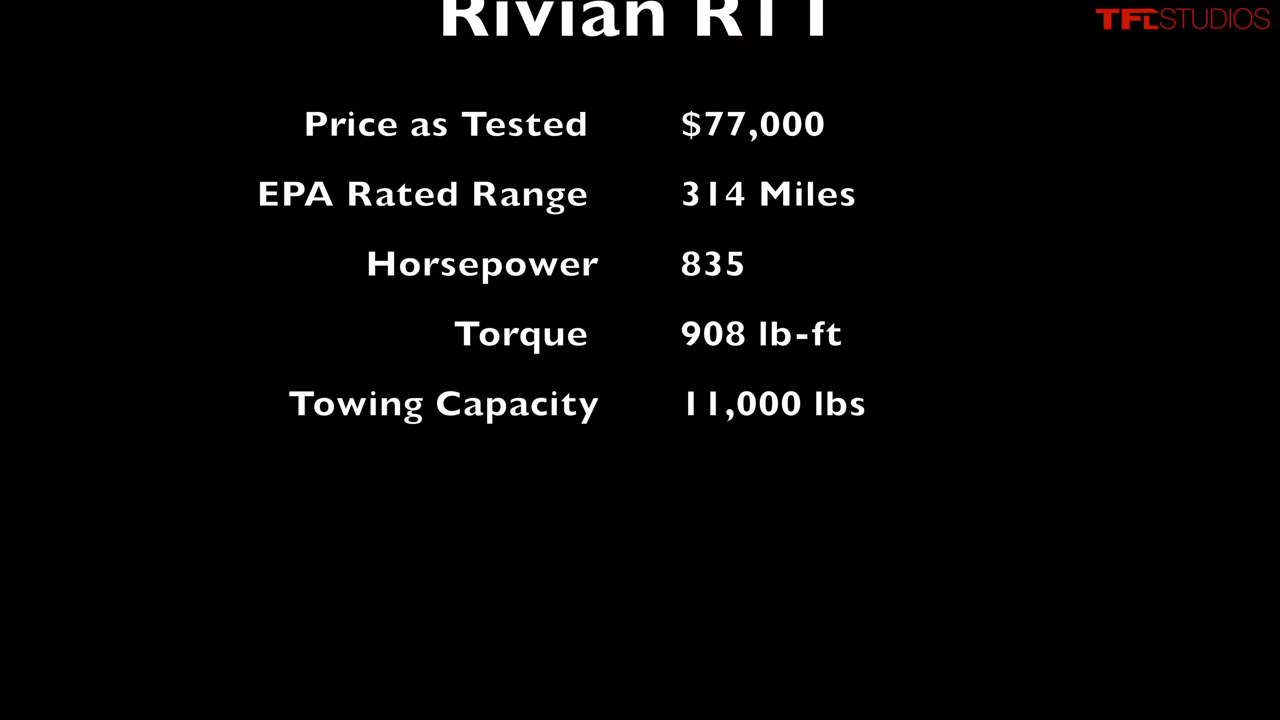 Rivian R1T
TFLSTUDIOS
Price as Tested $77,000
EPA Rated Range 314 Miles
Horsepower 835
Torque 908 lb-ft
Towing Capacity 11,000 lbs